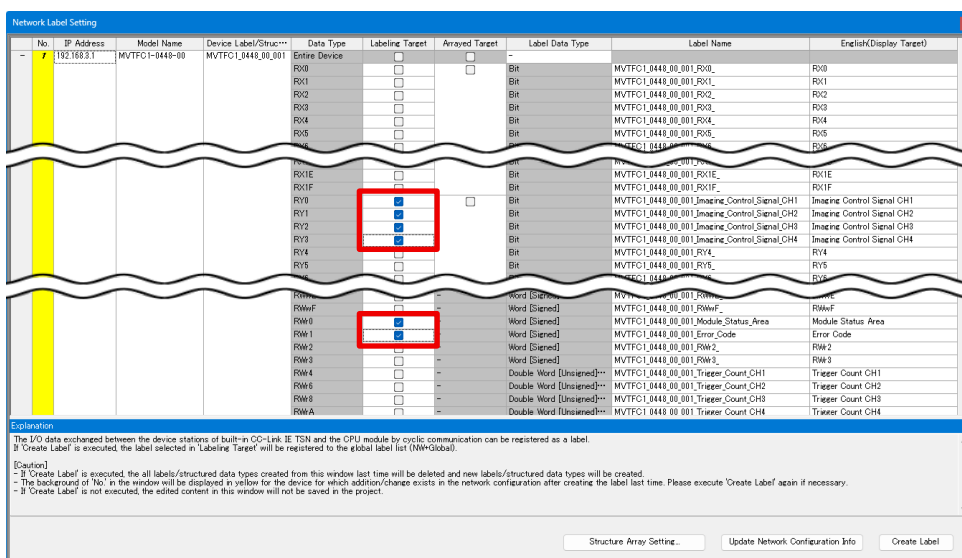 Network Label Setting
No. IP Address Model Name Device Label/Struc··· Data Type Labeling Target Arrayed Target Label Data Type Label Name English(Display Target)
- 1 192.168.3.1 MVTFC1-0448-00 MVTFC1_0448_00_001 Entire Device -
RX0 Bit MVTFC1_0448_00_001_RX0_ RX0
RX1 Bit MVTFC1_0448_00_001_RX1_ RX1
RX2 Bit MVTFC1_0448_00_001_RX2_ RX2
RX3 Bit MVTFC1_0448_00_001_RX3_ RX3
RX4 Bit MVTFC1_0448_00_001_RX4_ RX4
RX5 Bit MVTFC1_0448_00_001_RX5_ RX5
RX1E Bit MVTFC1_0448_00_001_RX1E_ RX1E
RX1F Bit MVTFC1_0448_00_001_RX1F_ RX1F
RY0 Bit MVTFC1_0448_00_001_Imaging_Control_Signal_CH1 Imaging Control Signal CH1
RY1 Bit MVTFC1_0448_00_001_Imaging_Control_Signal_CH2 Imaging Control Signal CH2
RY2 Bit MVTFC1_0448_00_001_Imaging_Control_Signal_CH3 Imaging Control Signal CH3
RY3 Bit MVTFC1_0448_00_001_Imaging_Control_Signal_CH4 Imaging Control Signal CH4
RY4 Bit MVTFC1_0448_00_001_RY4_ RY4
RY5 Bit MVTFC1_0448_00_001_RY5_ RY5
RWwF - Word [Signed] MVTFC1_0448_00_001_RWwF_ RWwF
RWr0 - Word [Signed] MVTFC1_0448_00_001_Module_Status_Area Module Status Area
RWr1 - Word [Signed] MVTFC1_0448_00_001_Error_Code Error Code
RWr2 - Word [Signed] MVTFC1_0448_00_001_RWr2_ RWr2
RWr3 - Word [Signed] MVTFC1_0448_00_001_RWr3_ RWr3
RWr4 - Double Word [Unsigned]··· MVTFC1_0448_00_001_Trigger_Count_CH1 Trigger Count CH1
RWr6 - Double Word [Unsigned]··· MVTFC1_0448_00_001_Trigger_Count_CH2 Trigger Count CH2
RWr8 - Double Word [Unsigned]··· MVTFC1_0448_00_001_Trigger_Count_CH3 Trigger Count CH3
RWrA - Double Word [Unsigned]··· MVTFC1_0448_00_001_Trigger_Count_CH4 Trigger Count CH4
Explanation
The I/O data exchanged between the device stations of built-in CC-Link IE TSN and the CPU module by cyclic communication can be registered as a label.
If 'Create Label' is executed, the label selected in 'Labeling Target' will be registered to the global label list (NW*Global).
[Caution]
- If 'Create Label' is executed, the all labels/structured data types created from this window last time will be deleted and new labels/structured data types will be created.
- The background of 'No.' in the window will be displayed in yellow for the device for which addition/change exists in the network configuration after creating the label last time. Please execute 'Create Label' again if necessary.
- If 'Create Label' is not executed, the edited content in this window will not be saved in the project.
Structure Array Setting... Update Network Configuration Info Create Label